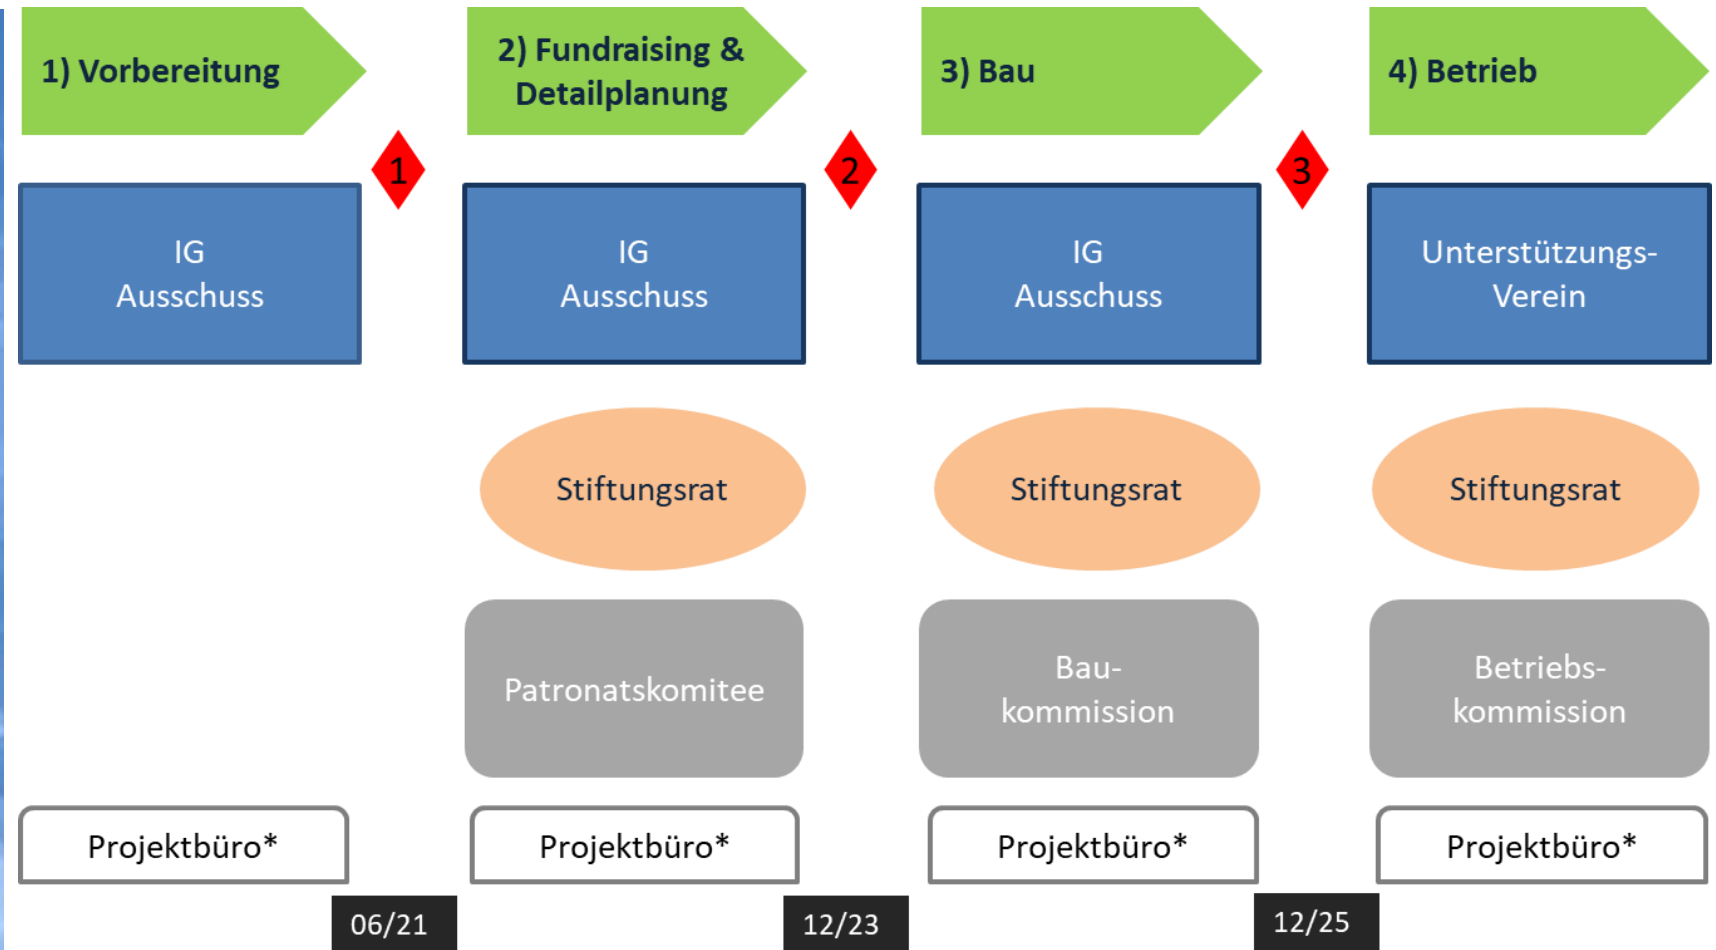 1) Vorbereitung
2) Fundraising &
Detailplanung
3) Bau
4) Betrieb
1
2
3
IG
Ausschuss
IG
Ausschuss
IG
Ausschuss
Unterstützungs-
Verein
Stiftungsrat
Stiftungsrat
Stiftungsrat
Patronatskomitee
Bau-
kommission
Betriebs-
kommission
Projektbüro*
Projektbüro*
Projektbüro*
Projektbüro*
06/21
12/23
12/25